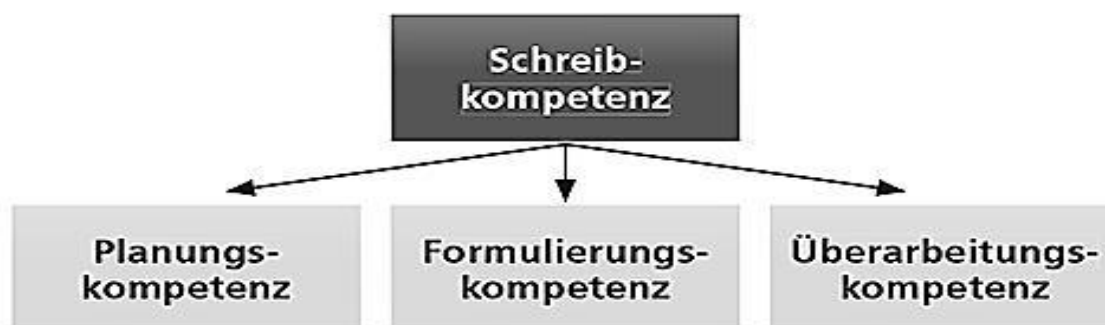 Schreib-
kompetenz
Planungs-
kompetenz
Formulierungs-
kompetenz
Überarbeitungs-
kompetenz